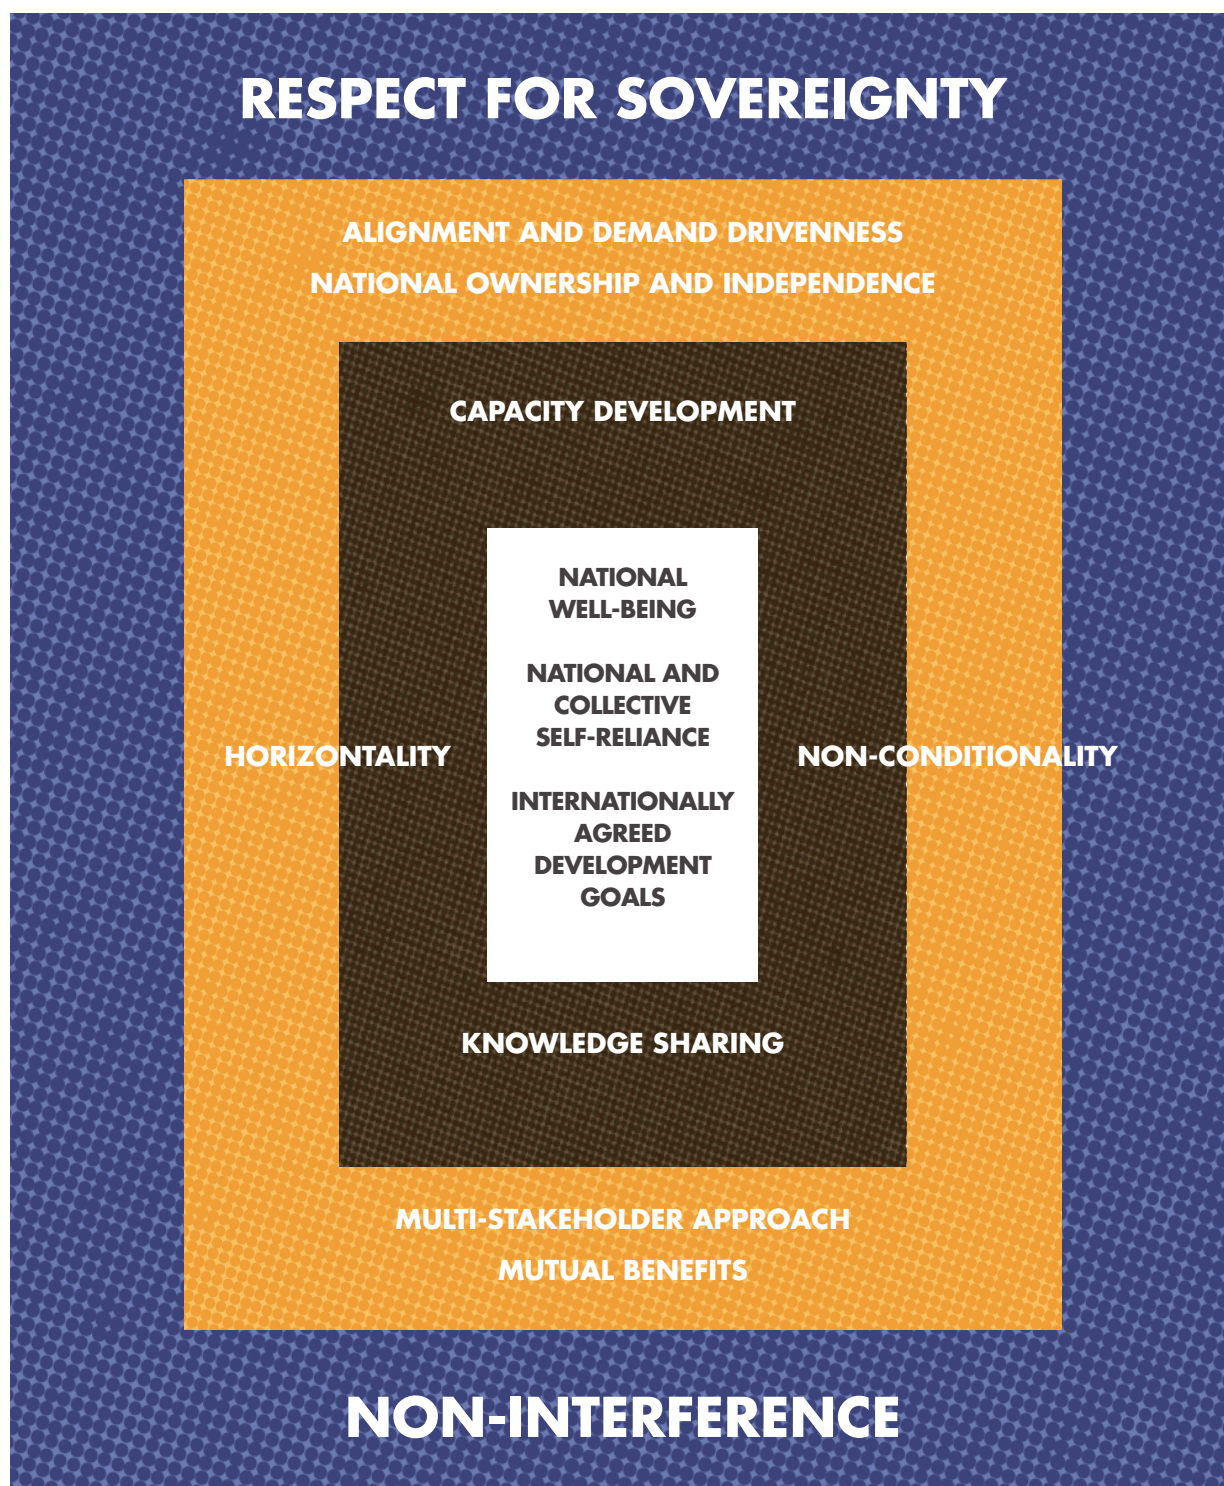 RESPECT FOR SOVEREIGNTY
ALIGNMENT AND DEMAND DRIVENNESS
NATIONAL OWNERSHIP AND INDEPENDENCE
CAPACITY DEVELOPMENT
NATIONAL
WELL-BEING
NATIONAL AND
COLLECTIVE
SELF-RELIANCE
HORIZONTALITY
NON-CONDITIONALITY
INTERNATIONALLY
AGREED
DEVELOPMENT
GOALS
KNOWLEDGE SHARING
MULTI-STAKEHOLDER APPROACH
MUTUAL BENEFITS
NON-INTERFERENCE